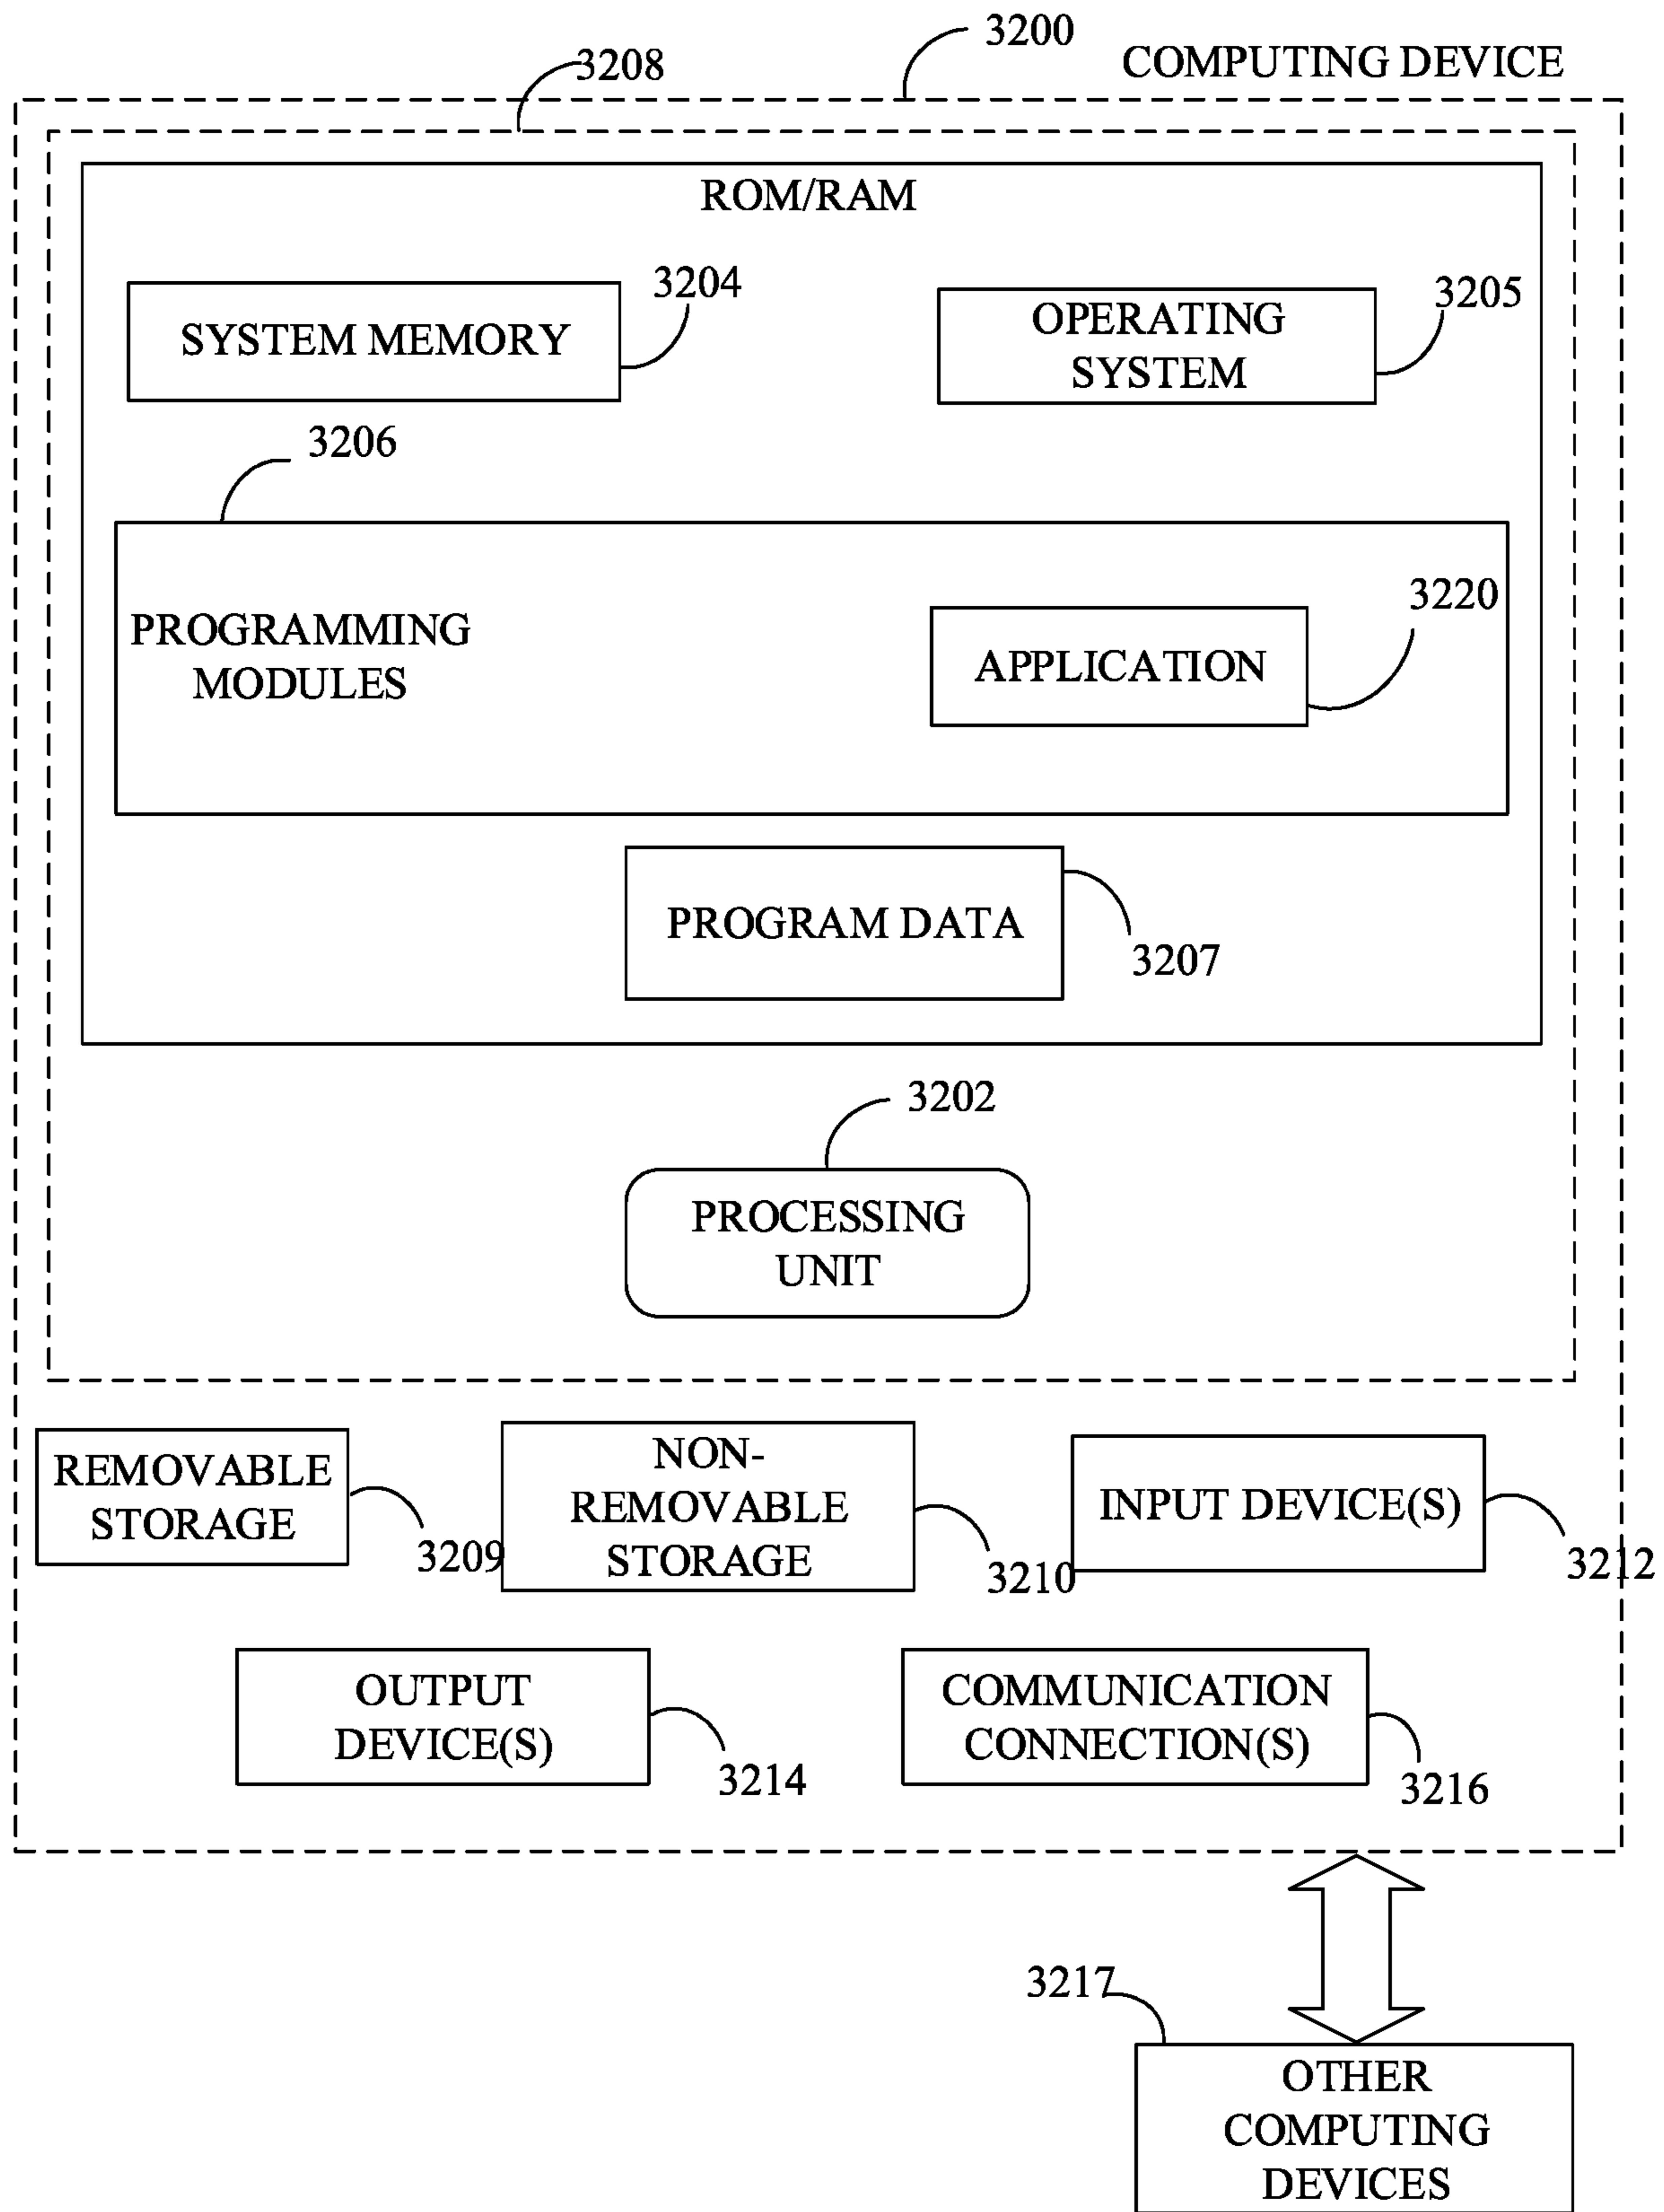 3200
COMPUTING DEVICE
3208
ROM/RAM
3204
SYSTEM MEMORY
3205
OPERATING
SYSTEM
3206
PROGRAMMING
MODULES
3220
APPLICATION
PROGRAM DATA
3207
3202
PROCESSING
UNIT
REMOVABLE
STORAGE
3209
NON-
REMOVABLE
STORAGE
3210
INPUT DEVICE(S)
3212
OUTPUT
DEVICE(S)
3214
COMMUNICATION
CONNECTION(S)
3216
3217
OTHER
COMPUTING
DEVICES